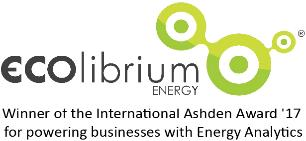 ecolibrium®
ENERGY
Winner of the International Ashden Award '17
for powering businesses with Energy Analytics